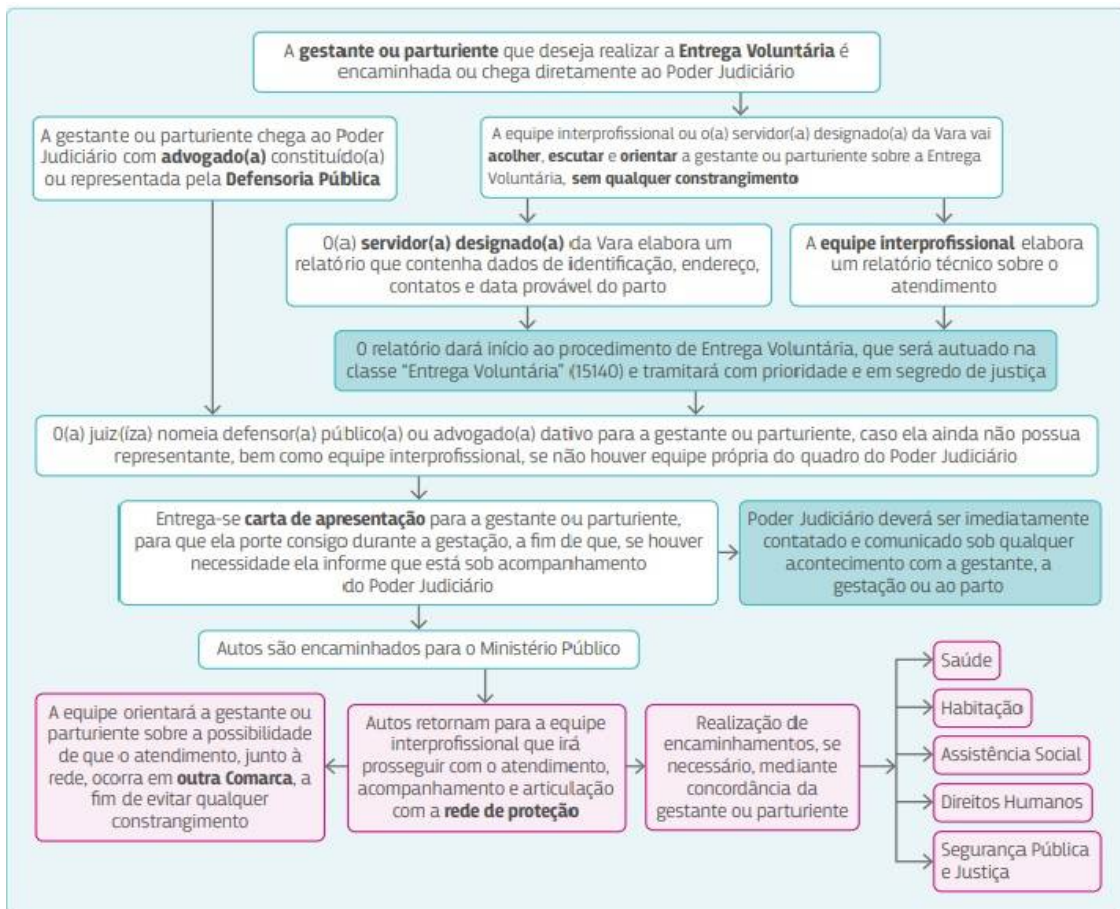 A gestante ou parturiente que deseja realizar a Entrega Voluntária é
encaminhada ou chega diretamente ao Poder Judiciário
A gestante ou parturiente chega ao Poder
Judiciário com advogado(a) constituído(a)
ou representada pela Defensoria Pública
A equipe interprofissional ou o(a) servidor(a) designado(a) da Vara vai
acolher, escutar e orientar a gestante ou parturiente sobre a Entrega
Voluntária, sem qualquer constrangimento
O(a) servidor(a) designado(a) da Vara elabora um
relatório que contenha dados de identificação, endereço,
contatos e data provável do parto
A equipe interprofissional elabora
um relatório técnico sobre o
atendimento
O relatório dará início ao procedimento de Entrega Voluntária, que será autuado na
classe "Entrega Voluntária" (15140) e tramitará com prioridade e em segredo de justiça
O(a) juiz(íza) nomeia defensor(a) público(a) ou advogado(a) dativo para a gestante ou parturiente, caso ela ainda não possua
representante, bem como equipe interprofissional, se não houver equipe própria do quadro do Poder Judiciário
Entrega-se carta de apresentação para a gestante ou parturiente,
para que ela porte consigo durante a gestação, a fim de que, se houver
necessidade ela informe que está sob acompanhamento
do Poder Judiciário
Poder Judiciário deverá ser imediatamente
contatado e comunicado sob qualquer
acontecimento com a gestante, a
gestação ou ao parto
Autos são encaminhados para o Ministério Público
A equipe orientará a gestante ou
parturiente sobre a possibilidade
de que o atendimento, junto à
rede, ocorra em outra Comarca, a
fim de evitar qualquer
constrangimento
Autos retornam para a equipe
interprofissional que irá
prosseguir com o atendimento,
acompanhamento e articulação
com a rede de proteção
Realização de
encaminhamentos, se
necessário, mediante
concordância da
gestante ou parturiente
Saúde
Habitação
Assistência Social
Direitos Humanos
Segurança Pública
e Justiça